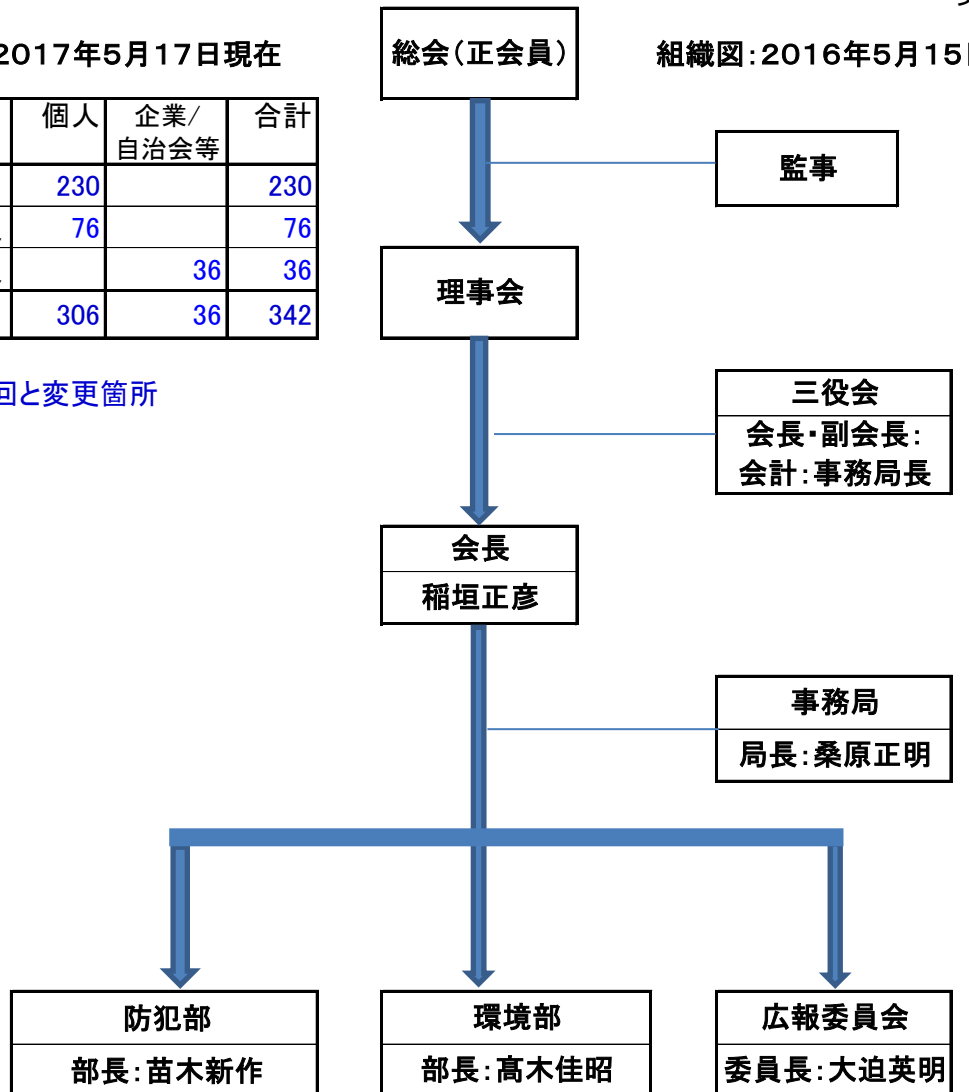 2017年5月17日現在
総会(正会員)
組織図:2016年5月15
個人 企業/自治会等 合計
230 230
76 76
36 36
306 36 342
回と変更箇所
監事
理事会
三役会
会長・副会長:
会計:事務局長
会長
稲垣正彦
事務局
局長:桑原正明
防犯部
部長:苗木新作
環境部
部長:髙木佳昭
広報委員会
委員長:大迫英明